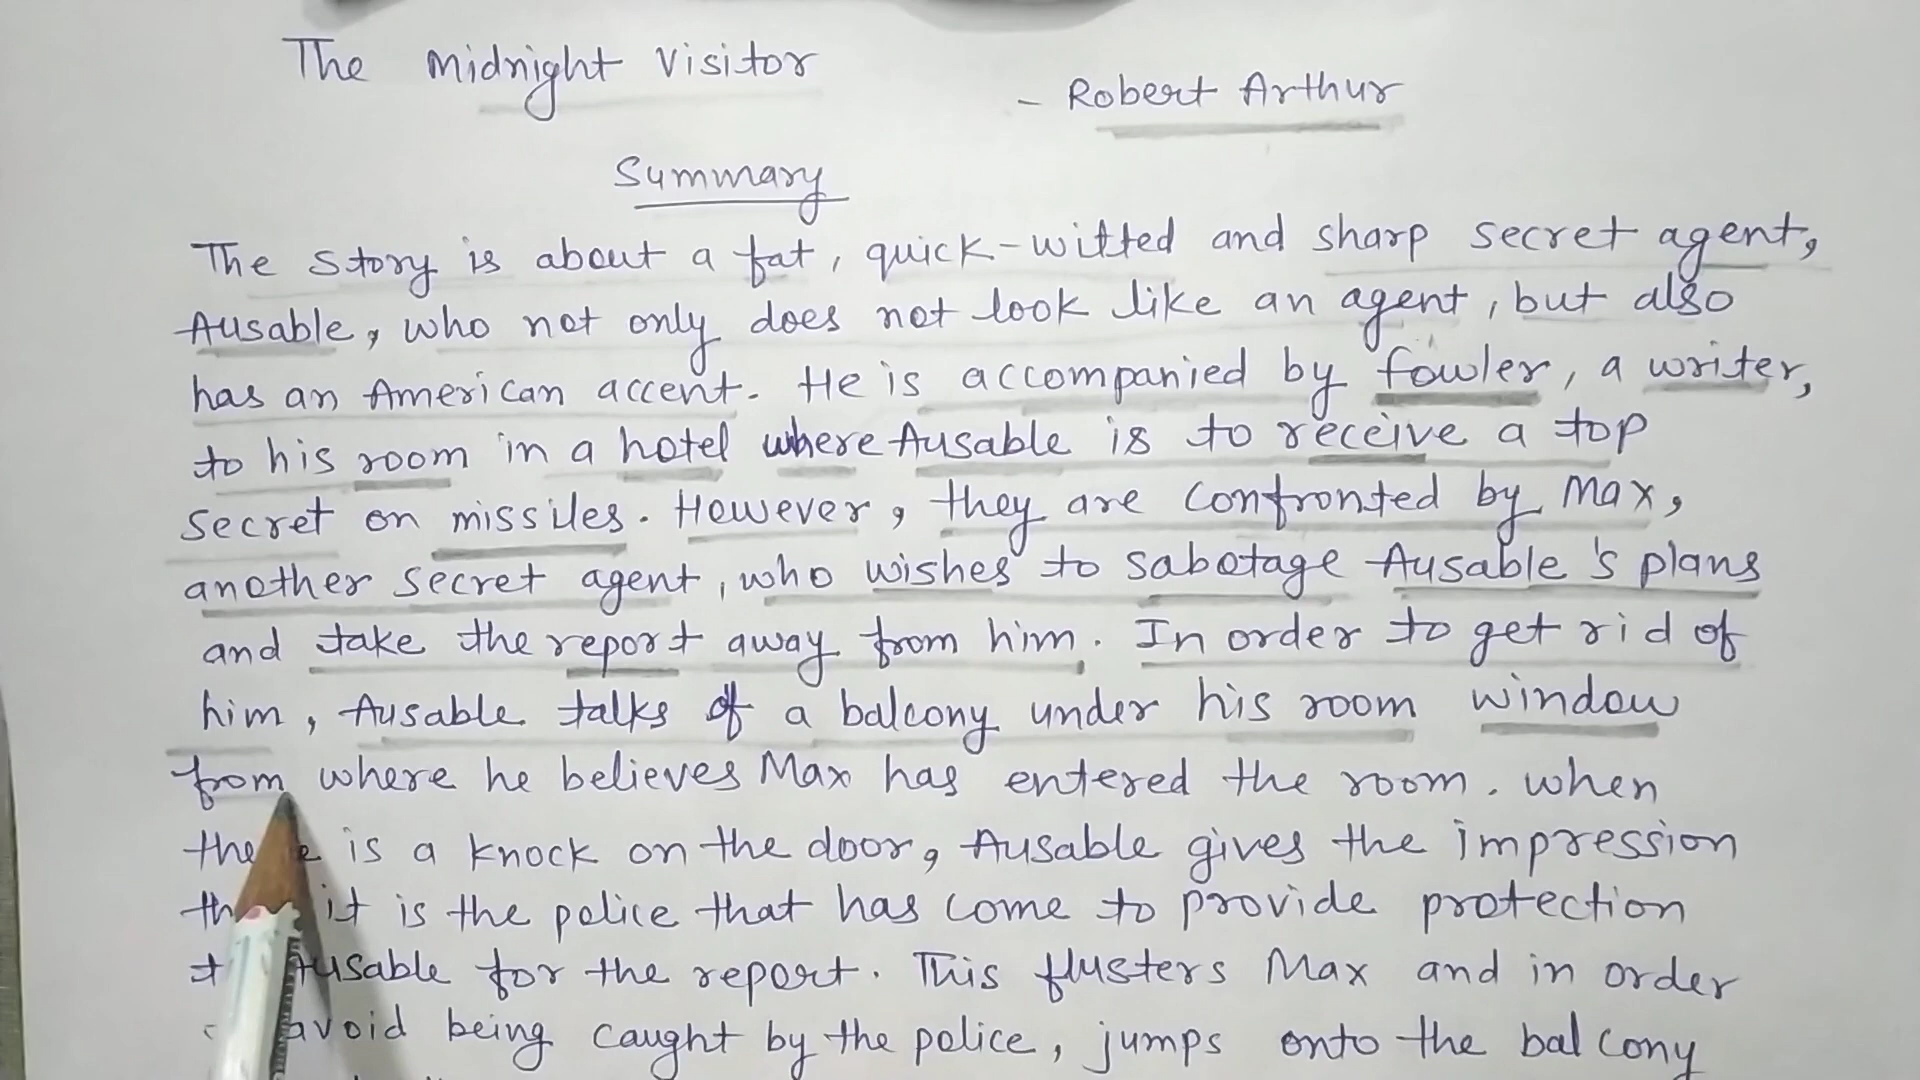 The Midnight Visitor
- Robert Arthur
Summary
The story is about a fat, quick-witted and sharp secret agent,
Ausable, who not only does not look like an agent, but also
has an American accent. He is accompanied by fowler, a writer,
to his room in a hotel where Ausable is to receive a top
secret on missiles. However, they are confronted by Max,
another secret agent, who wishes to sabotage Ausable's plans
and take the report away from him. In order to get rid of
him, Ausable talks of a balcony under his room window
from where he believes Max has entered the room. when
is a knock on the door, Ausable gives the impression
it is the police that has come to provide protection
Ausable for the report. This flusters Max and in order
avoid being caught by the police, jumps onto the balcony